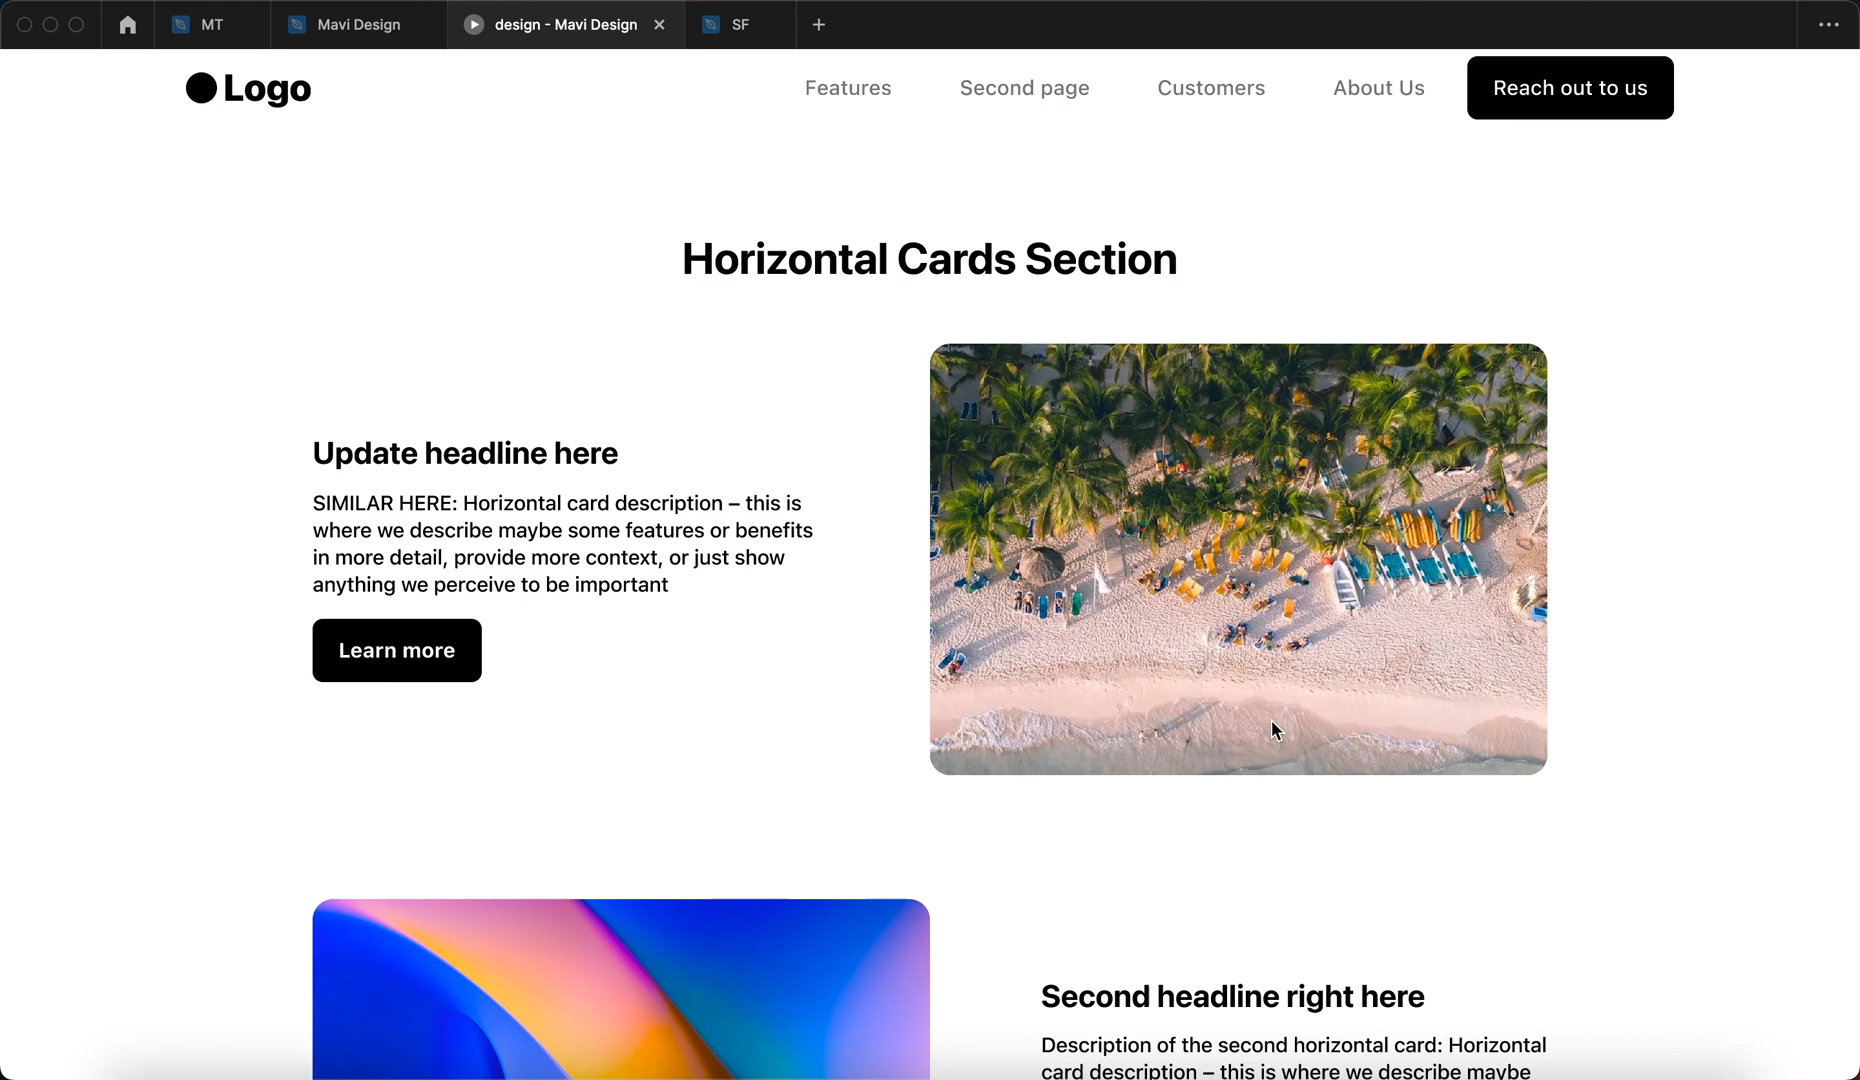 MT
Mavi Design
design - Mavi Design
SF
Logo
Features
Second page
Customers
About Us
Reach out to us
Horizontal Cards Section
Update headline here
SIMILAR HERE: Horizontal card description – this is
where we describe maybe some features or benefits
in more detail, provide more context, or just show
anything we perceive to be important
Learn more
Second headline right here
Description of the second horizontal card: Horizontal
card description – this is where we describe maybe